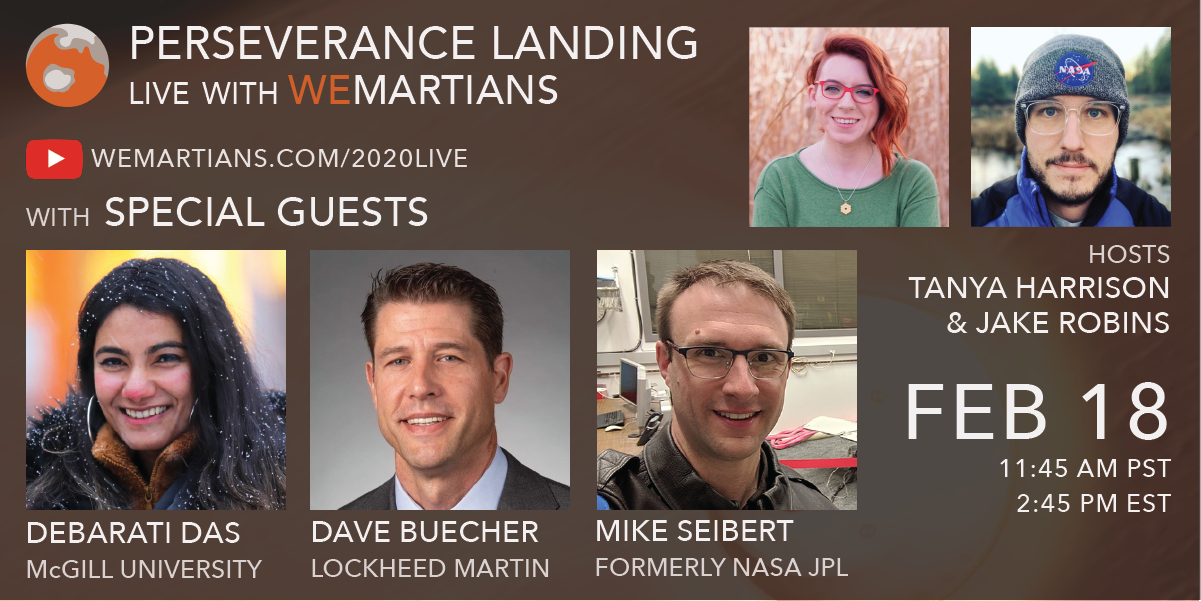 PERSEVERANCE LANDING
LIVE WITH WEMARTIANS
WEMARTIANS.COM/2020LIVE
WITH SPECIAL GUESTS
NASA
HOSTS
TANYA HARRISON
& JAKE ROBINS
FEB 18
11:45 AM PST
2:45 PM EST
DEBARATI DAS
McGILL UNIVERSITY
DAVE BUECHER
LOCKHEED MARTIN
MIKE SEIBERT
FORMERLY NASA JPL